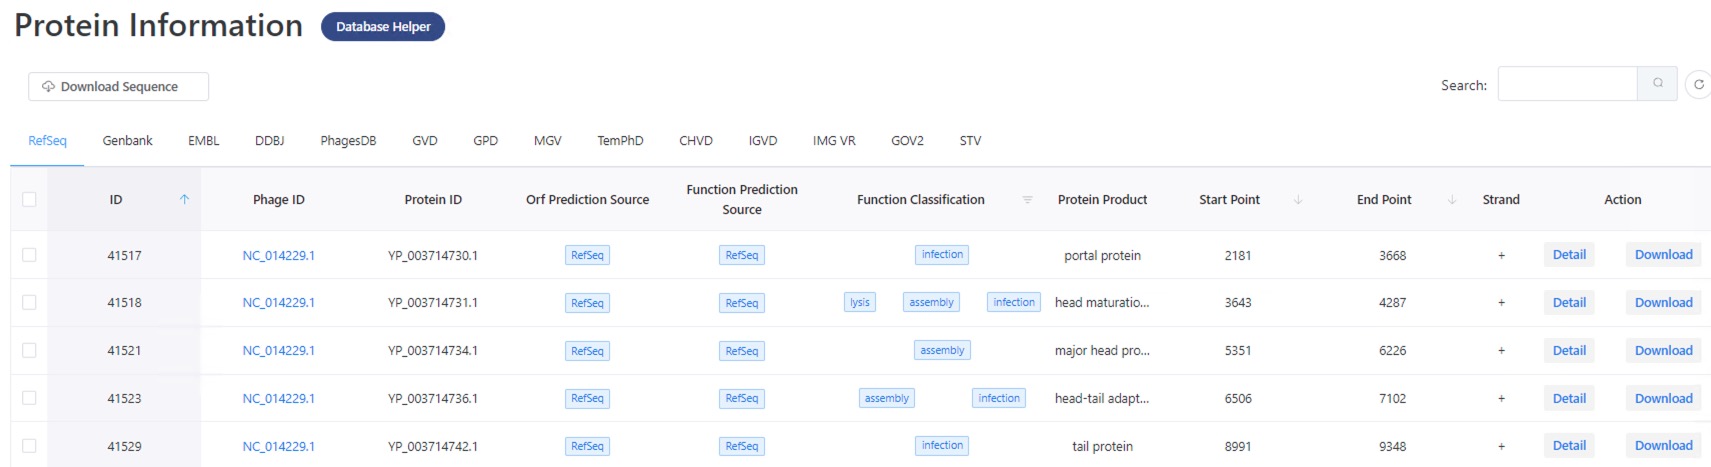 Protein Information Database Helper
Download Sequence Search:
RefSeq Genbank EMBL DDBJ PhagesDB GVD GPD MGV TemPhD CHVD IGVD IMG VR GOV2 STV
ID Phage ID Protein ID Orf Prediction Source Function Prediction Source Function Classification Protein Product Start Point End Point Strand Action
41517 NC_014229.1 YP_003714730.1 RefSeq RefSeq infection portal protein 2181 3668 + Detail Download
41518 NC_014229.1 YP_003714731.1 RefSeq RefSeq lysis assembly infection head maturatio... 3643 4287 + Detail Download
41521 NC_014229.1 YP_003714734.1 RefSeq RefSeq assembly major head pro... 5351 6226 + Detail Download
41523 NC_014229.1 YP_003714736.1 RefSeq RefSeq assembly infection head-tail adapt... 6506 7102 + Detail Download
41529 NC_014229.1 YP_003714742.1 RefSeq RefSeq infection tail protein 8991 9348 + Detail Download